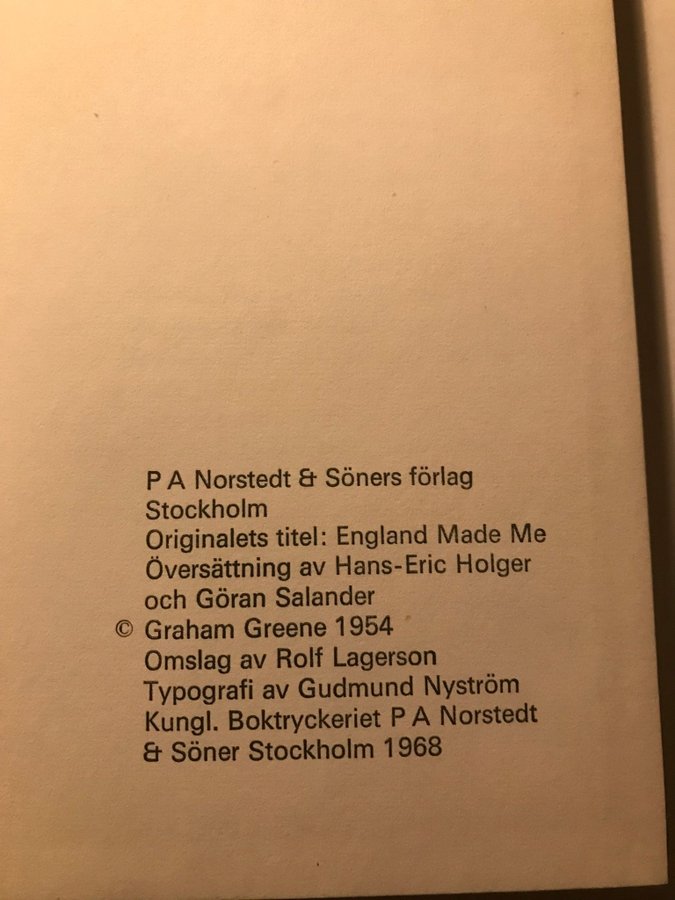 P A Norstedt & Söners förlag
Stockholm
Originalets titel: England Made Me
Översättning av Hans-Eric Holger
och Göran Salander
© Graham Greene 1954
Omslag av Rolf Lagerson
Typografi av Gudmund Nyström
Kungl. Boktryckeriet P A Norstedt
& Söner Stockholm 1968